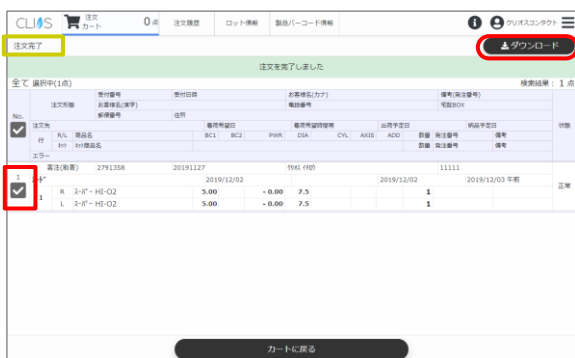 CLIOS 注文カート 0点 注文履歴 ロット情報 製品バーコード情報 クリオスコンタクト
注文完了 ダウンロード
注文を完了しました
全て 選択中(1点) 検索結果: 1 点
受付番号 受付日時 お客様名(カナ) 備考(発注番号)
注文形態 お客様名(漢字) 電話番号 宅配BOX
郵便番号 住所
No. 注文先 着荷希望日 着荷希望時間帯 出荷予定日 納品予定日 状態
行 R/L 商品名 BC1 BC2 PWR DIA CYL AXIS ADD 数量 発注番号 備考
ﾈｯﾄ ﾈｯﾄ商品名 数量 発注番号 備考
エラー
客注(和書) 2791358 20191127 11111
1 2019/12/02 2019/12/02 2019/12/03 午前 正常
1 R ｽｰﾊﾟｰ HI-O2 5.00 - 0.00 7.5 1
L ｽｰﾊﾟｰ HI-O2 5.00 - 0.00 7.5 1
カートに戻る